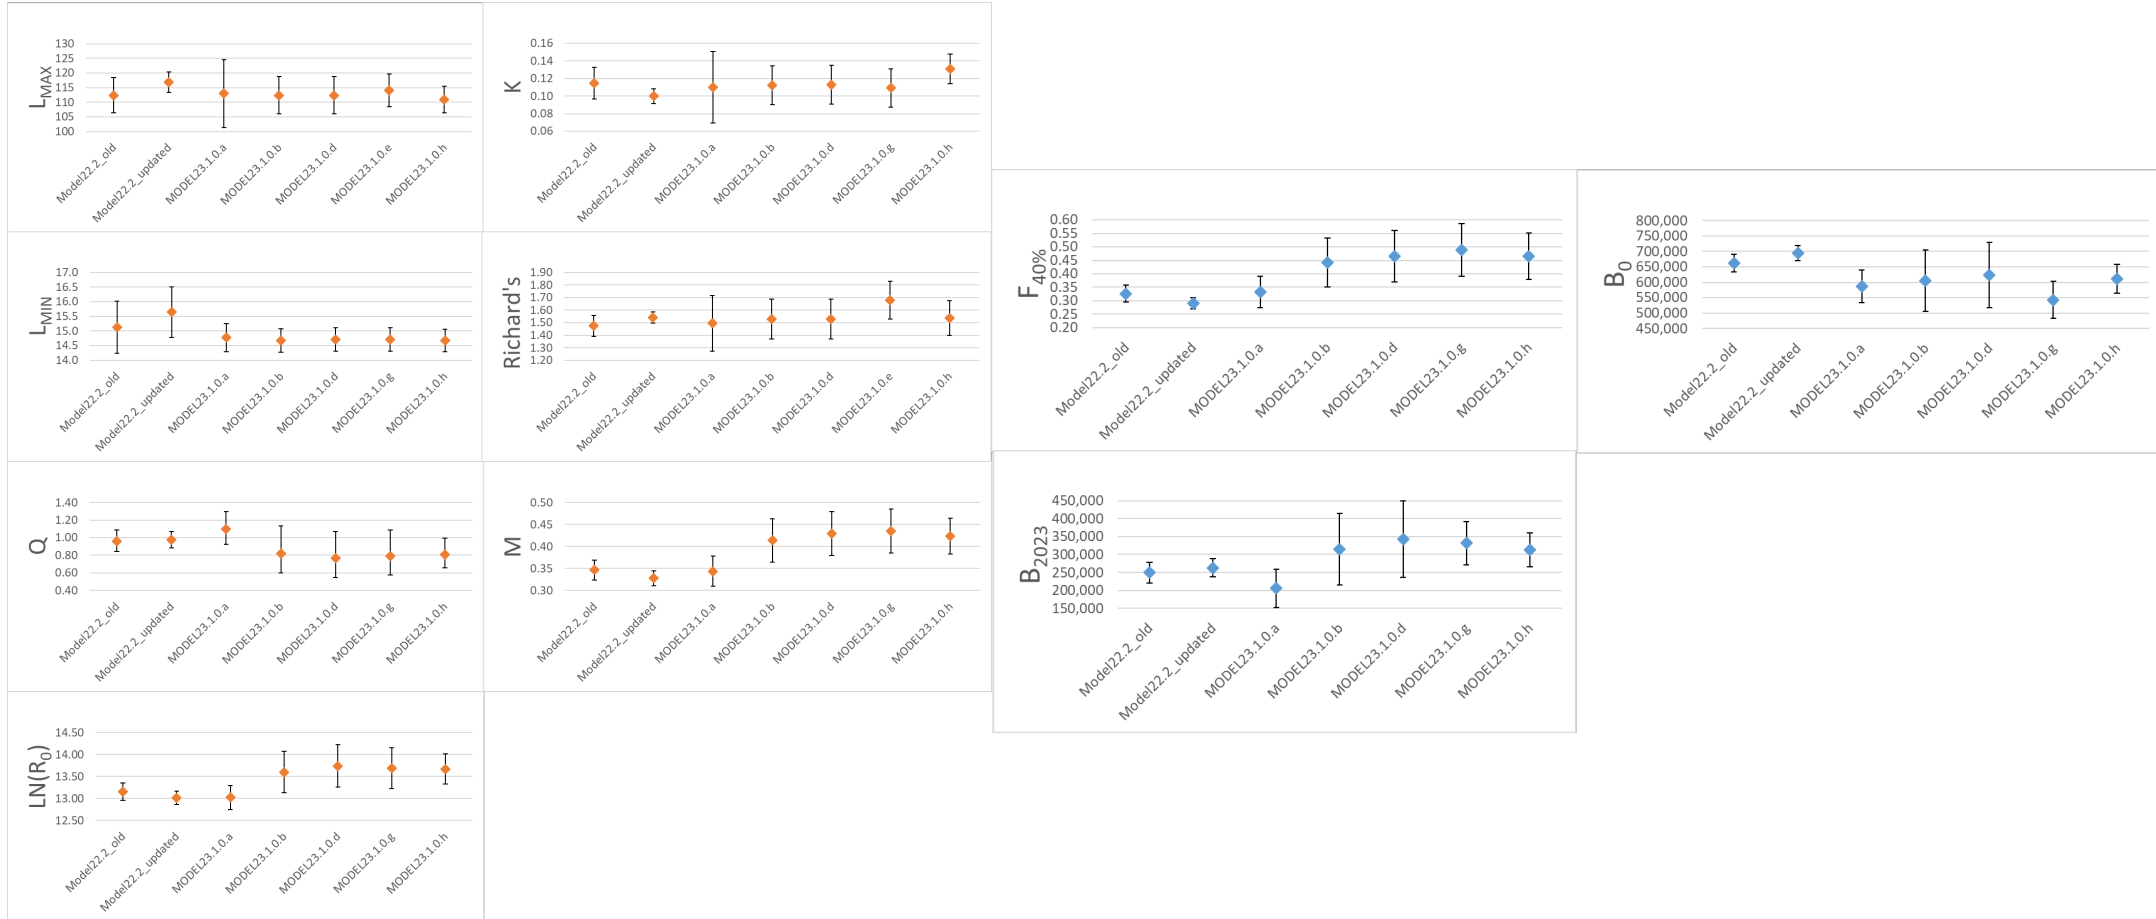 L_MAX
130
125
120
115
110
105
100
Model22.2_old
Model22.2_updated
MODEL23.1.0.a
MODEL23.1.0.b
MODEL23.1.0.d
MODEL23.1.0.e
MODEL23.1.0.h
K
0.16
0.14
0.12
0.10
0.08
0.06
Model22.2_old
Model22.2_updated
MODEL23.1.0.a
MODEL23.1.0.b
MODEL23.1.0.d
MODEL23.1.0.g
MODEL23.1.0.h
L_MIN
17.0
16.5
16.0
15.5
15.0
14.5
14.0
Model22.2_old
Model22.2_updated
MODEL23.1.0.a
MODEL23.1.0.b
MODEL23.1.0.d
MODEL23.1.0.g
MODEL23.1.0.h
Richard's
1.90
1.80
1.70
1.60
1.50
1.40
1.30
1.20
Model22.2_old
Model22.2_updated
MODEL23.1.0.a
MODEL23.1.0.b
MODEL23.1.0.d
MODEL23.1.0.e
MODEL23.1.0.h
F_40%
0.60
0.55
0.50
0.45
0.40
0.35
0.30
0.25
0.20
Model22.2_old
Model22.2_updated
MODEL23.1.0.a
MODEL23.1.0.b
MODEL23.1.0.d
MODEL23.1.0.g
MODEL23.1.0.h
B_0
800,000
750,000
700,000
650,000
600,000
550,000
500,000
450,000
Model22.2_old
Model22.2_updated
MODEL23.1.0.a
MODEL23.1.0.b
MODEL23.1.0.d
MODEL23.1.0.g
MODEL23.1.0.h
Q
1.40
1.20
1.00
0.80
0.60
0.40
Model22.2_old
Model22.2_updated
MODEL23.1.0.a
MODEL23.1.0.b
MODEL23.1.0.d
MODEL23.1.0.g
MODEL23.1.0.h
M
0.50
0.45
0.40
0.35
0.30
Model22.2_old
Model22.2_updated
MODEL23.1.0.a
MODEL23.1.0.b
MODEL23.1.0.d
MODEL23.1.0.g
MODEL23.1.0.h
B_2023
450,000
400,000
350,000
300,000
250,000
200,000
150,000
Model22.2_old
Model22.2_updated
MODEL23.1.0.a
MODEL23.1.0.b
MODEL23.1.0.d
MODEL23.1.0.g
MODEL23.1.0.h
LN(R_0)
14.50
14.00
13.50
13.00
12.50
Model22.2_old
Model22.2_updated
MODEL23.1.0.a
MODEL23.1.0.b
MODEL23.1.0.d
MODEL23.1.0.g
MODEL23.1.0.h